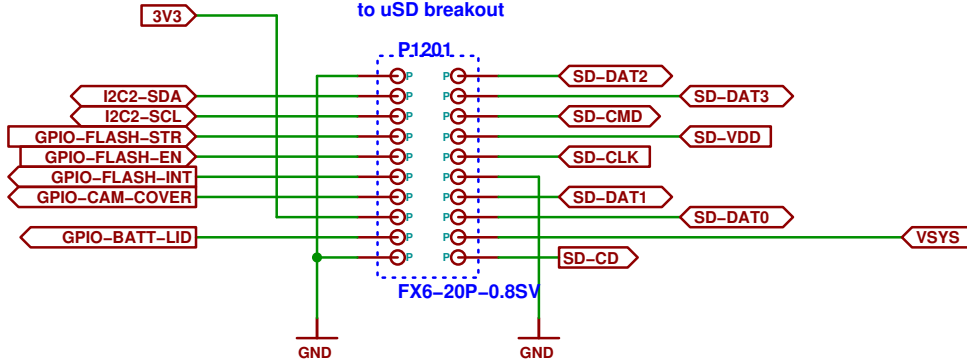 to uSD breakout
3V3
P1201
P P SD-DAT2
I2C2-SDA P P SD-DAT3
I2C2-SCL P P SD-CMD
GPIO-FLASH-STR P P SD-VDD
GPIO-FLASH-EN P P SD-CLK
GPIO-FLASH-INT P P
GPIO-CAM-COVER P P SD-DAT1
P P SD-DAT0
GPIO-BATT-LID P P VSYS
P P SD-CD
FX6-20P-0.8SV
GND GND